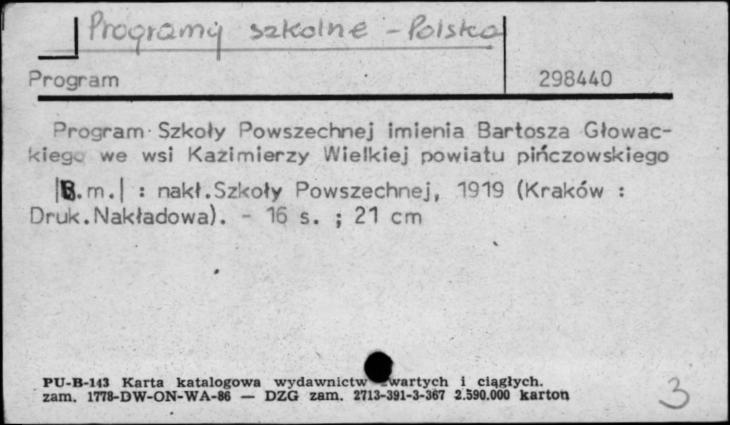 Programy szkolne - Polska
Program 298440
Program Szkoły Powszechnej imienia Bartosza Głowac-
kiego we wsi Kazimierzy Wielkiej powiatu pińczowskiego
|B.m.| : nakł.Szkoły Powszechnej, 1919 (Kraków :
Druk.Nakładowa). - 16 s. ; 21 cm
PU-B-143 Karta katalogowa wydawnictw zwartych i ciągłych.
zam. 1778-DW-ON-WA-86 — DZG zam. 2713-391-3-367 2.590.000 karton
3